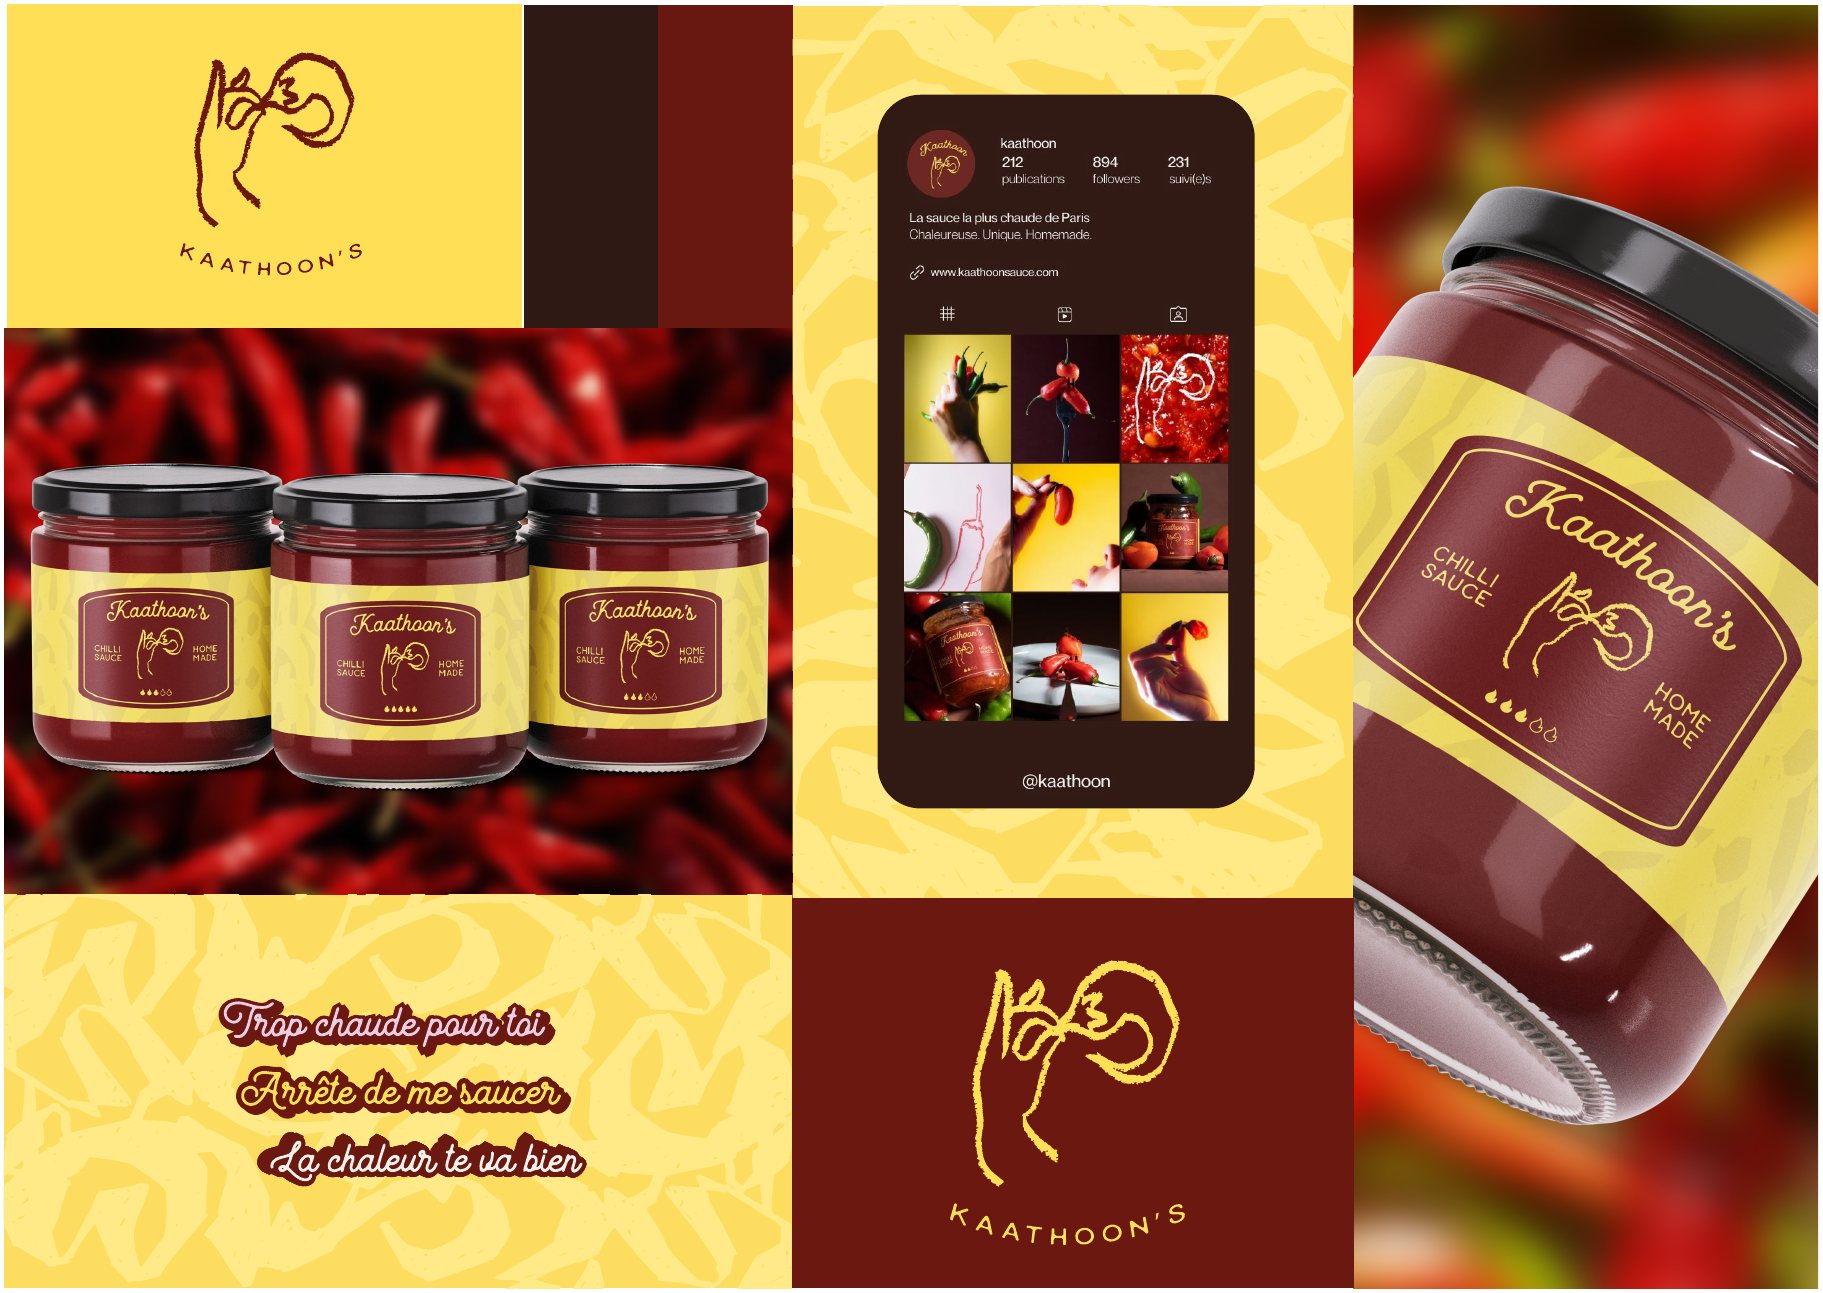 KAATHOON'S
kaathoon
212 894 231
publications followers suivi(e)s
La sauce la plus chaude de Paris
Chaleureuse. Unique. Homemade.
www.kaathoonsauce.com
Kaathoon's
Kaathoon's
@kaathoon
Kaathoon's
CHILLI
SAUCE
HOME
MADE
Kaathoon's
CHILLI
SAUCE
HOME
MADE
Kaathoon's
CHILLI
SAUCE
HOME
MADE
Kaathoon's
CHILLI
SAUCE
HOME
MADE
Trop chaude pour toi
Arrête de me saucer
La chaleur te va bien
KAATHOON'S